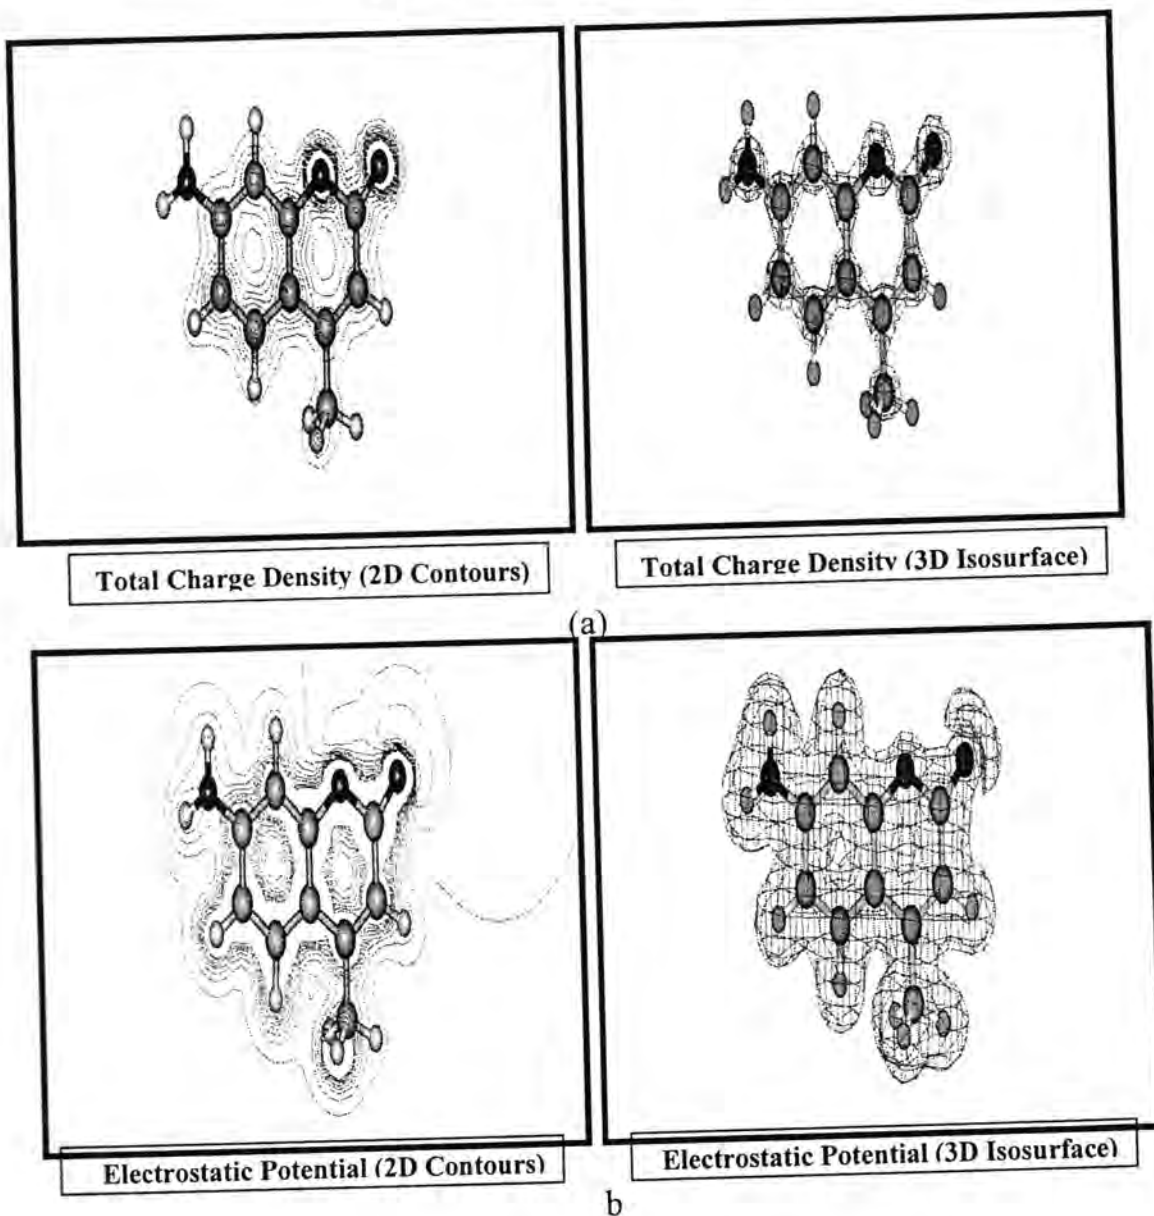 Total Charge Density (2D Contours)
Total Charge Density (3D Isosurface)
(a)
Electrostatic Potential (2D Contours)
Electrostatic Potential (3D Isosurface)
b